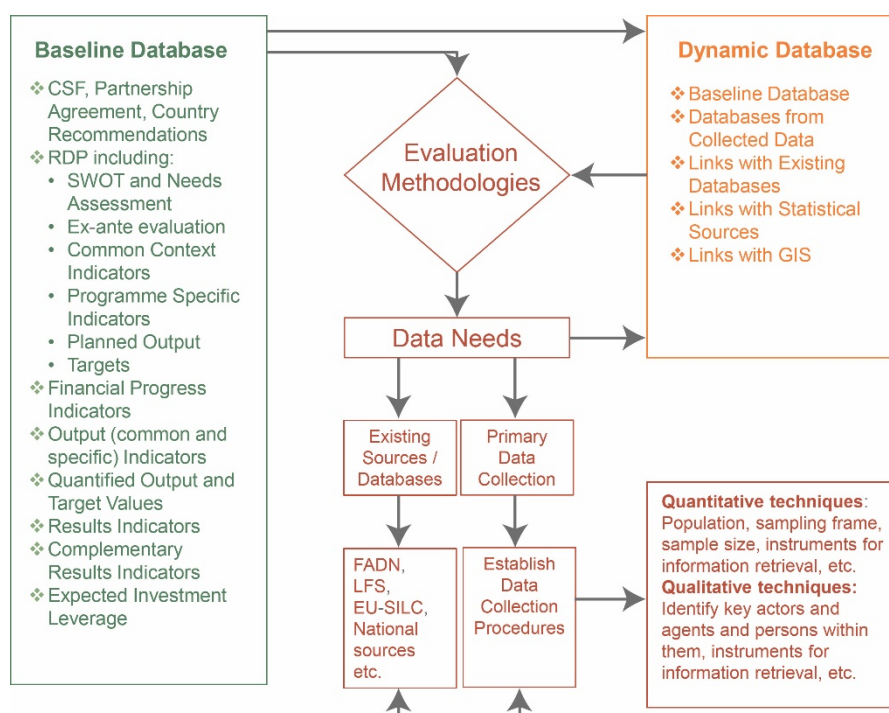 Baseline Database
❖ CSF, Partnership
Agreement, Country
Recommendations
❖ RDP including:
• SWOT and Needs
Assessment
• Ex-ante evaluation
• Common Context
Indicators
• Programme Specific
Indicators
• Planned Output
• Targets
❖ Financial Progress
Indicators
❖ Output (common and
specific) Indicators
❖ Quantified Output and
Target Values
❖ Results Indicators
❖ Complementary
Results Indicators
❖ Expected Investment
Leverage
Evaluation
Methodologies
Dynamic Database
❖ Baseline Database
❖ Databases from
Collected Data
❖ Links with Existing
Databases
❖ Links with Statistical
Sources
❖ Links with GIS
Data Needs
Existing
Sources /
Databases
Primary
Data
Collection
FADN,
LFS,
EU-SILC,
National
sources
etc.
Establish
Data
Collection
Procedures
Quantitative techniques:
Population, sampling frame,
sample size, instruments for
information retrieval, etc.
Qualitative techniques:
Identify key actors and
agents and persons within
them, instruments for
information retrieval, etc.